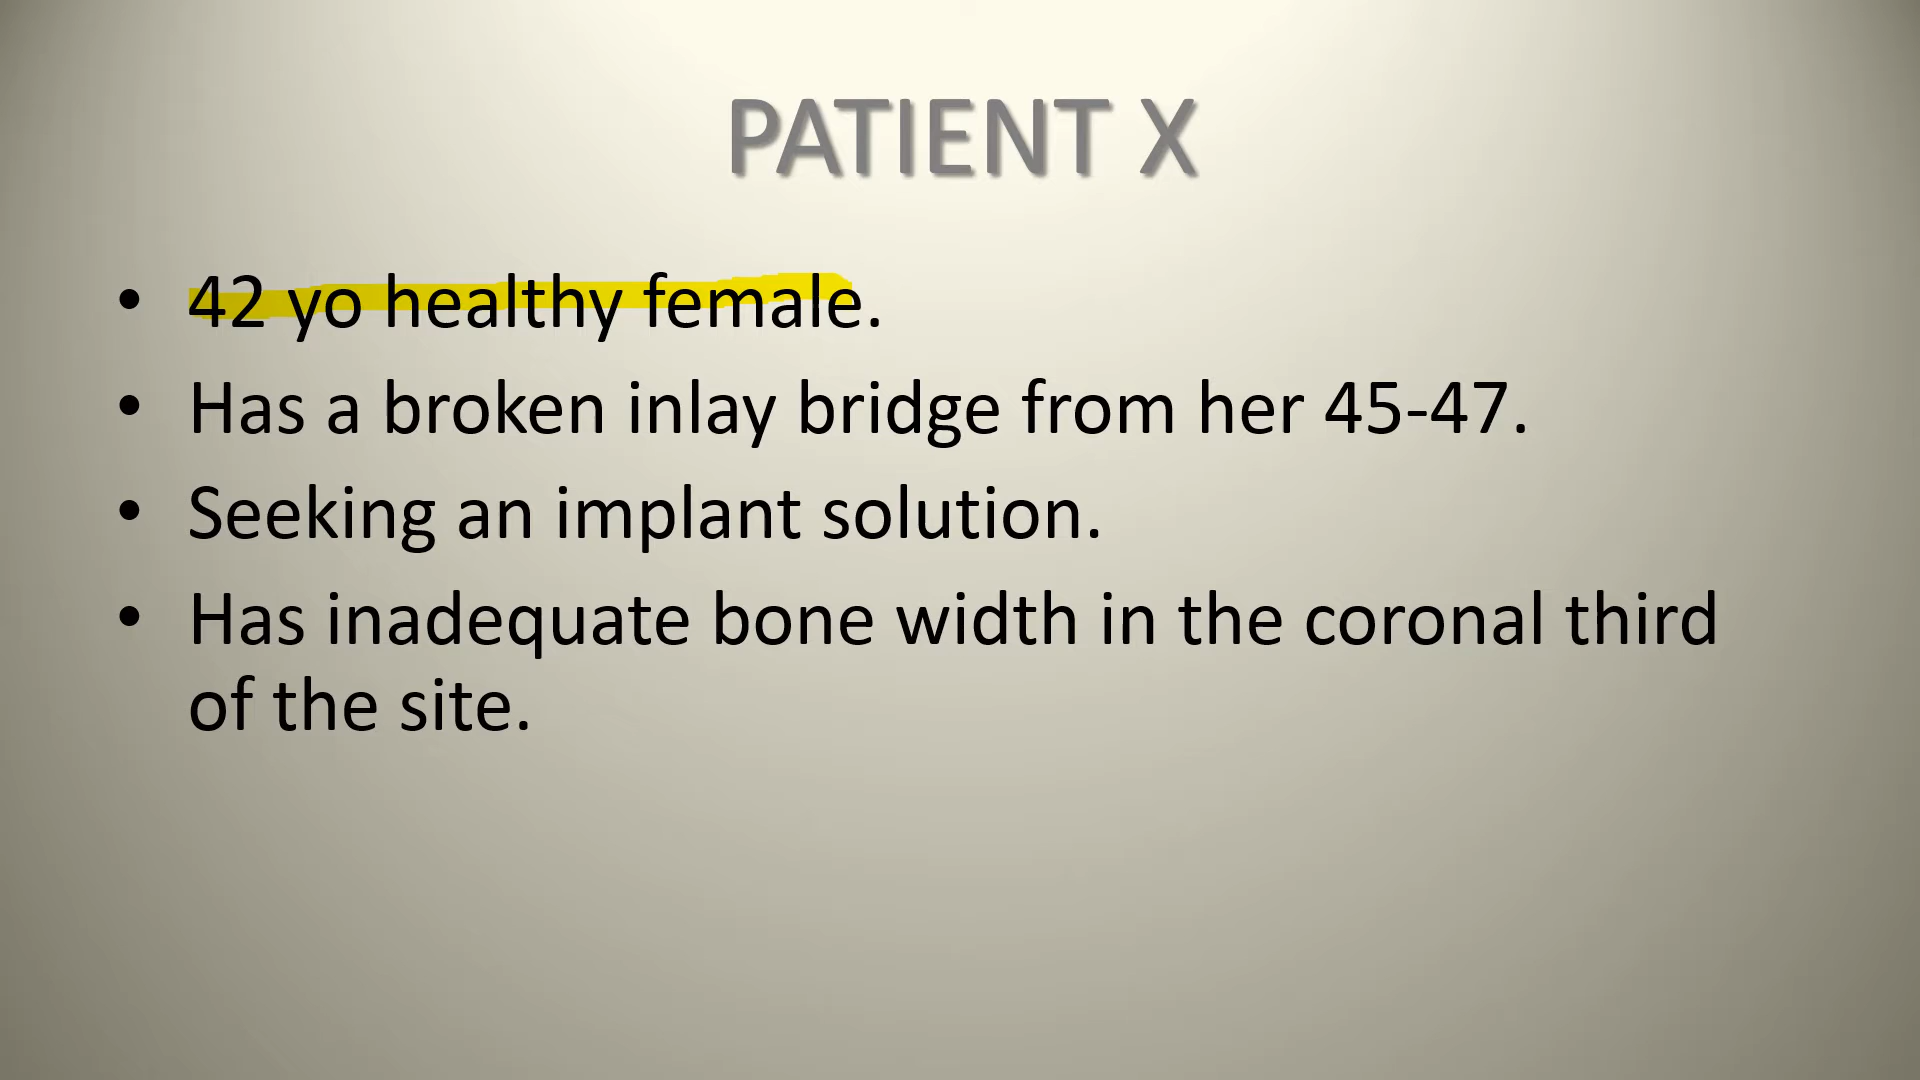 PATIENT X
• 42 yo healthy female.
• Has a broken inlay bridge from her 45-47.
• Seeking an implant solution.
• Has inadequate bone width in the coronal third
of the site.